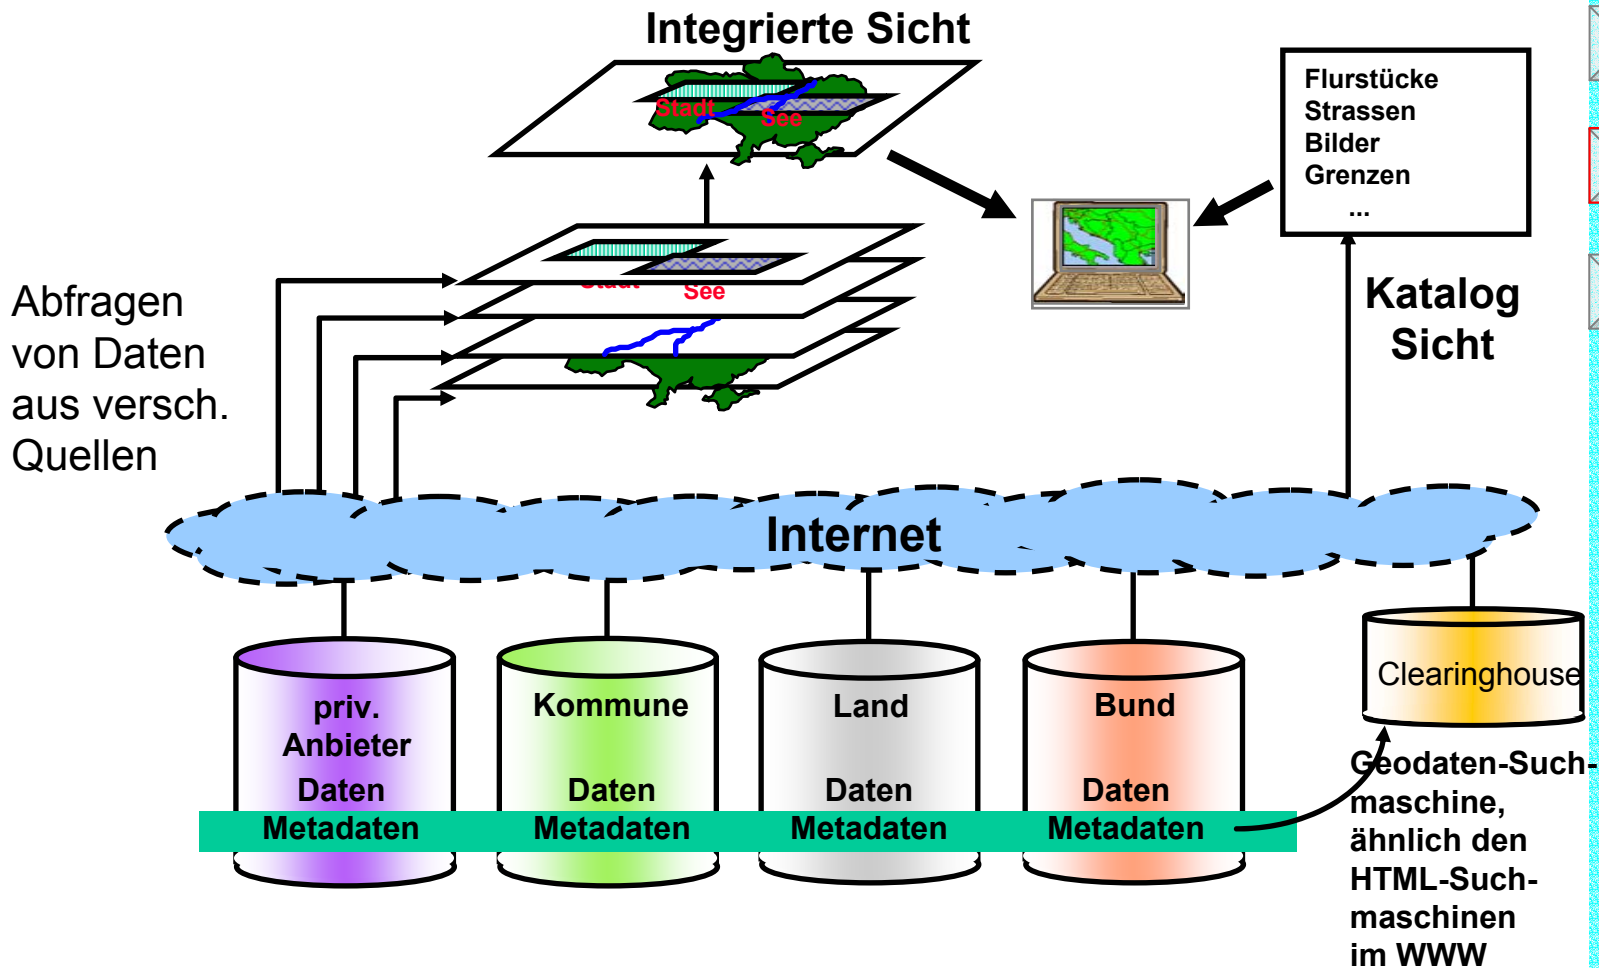 Integrierte Sicht
Stadt
See
Flurstücke
Strassen
Bilder
Grenzen
...
Stadt
See
Katalog
Sicht
Abfragen
von Daten
aus versch.
Quellen
Internet
priv.
Anbieter
Daten
Metadaten
Kommune
Daten
Metadaten
Land
Daten
Metadaten
Bund
Daten
Metadaten
Clearinghouse
Geodaten-Such-
maschine,
ähnlich den
HTML-Such-
maschinen
im WWW